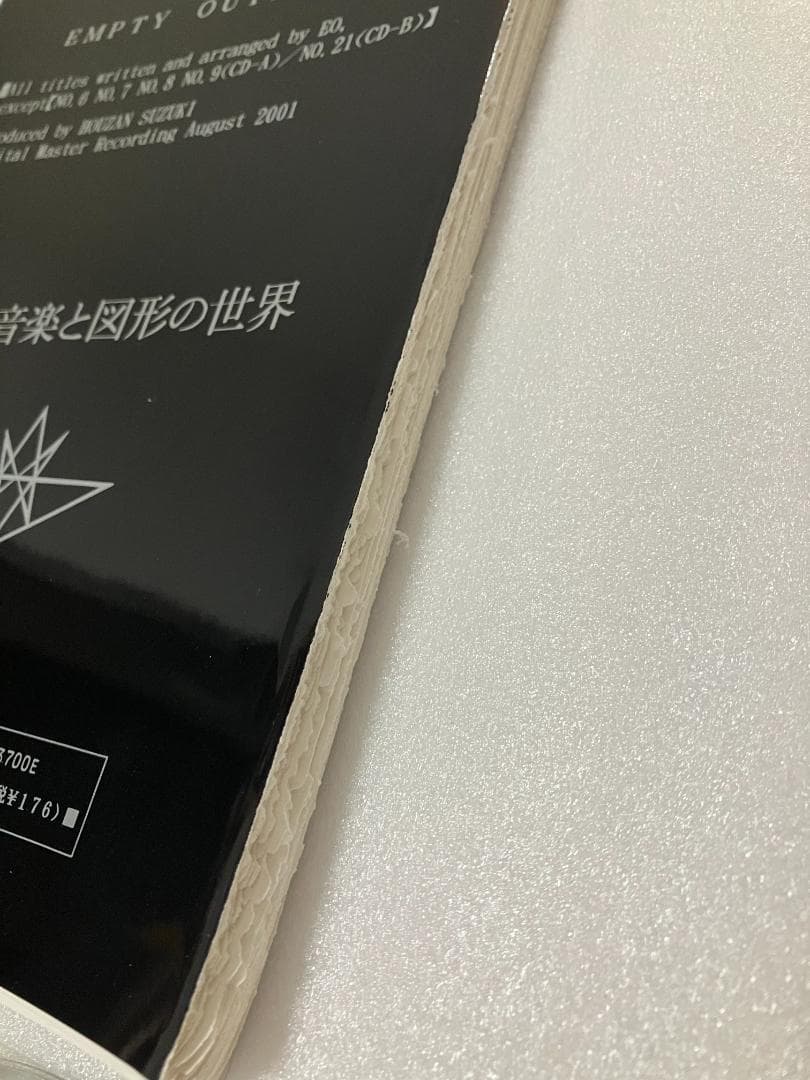 EMPTY
■All titles written and arranged by EO,
except【NO.6 NO.7 NO.8 NO.9(CD-A)／NO.21(CD-B)】
oduced by HOUZAN SUZUKI
ital Master Recording August 2001
音楽と図形の世界
3700E
税¥176)■